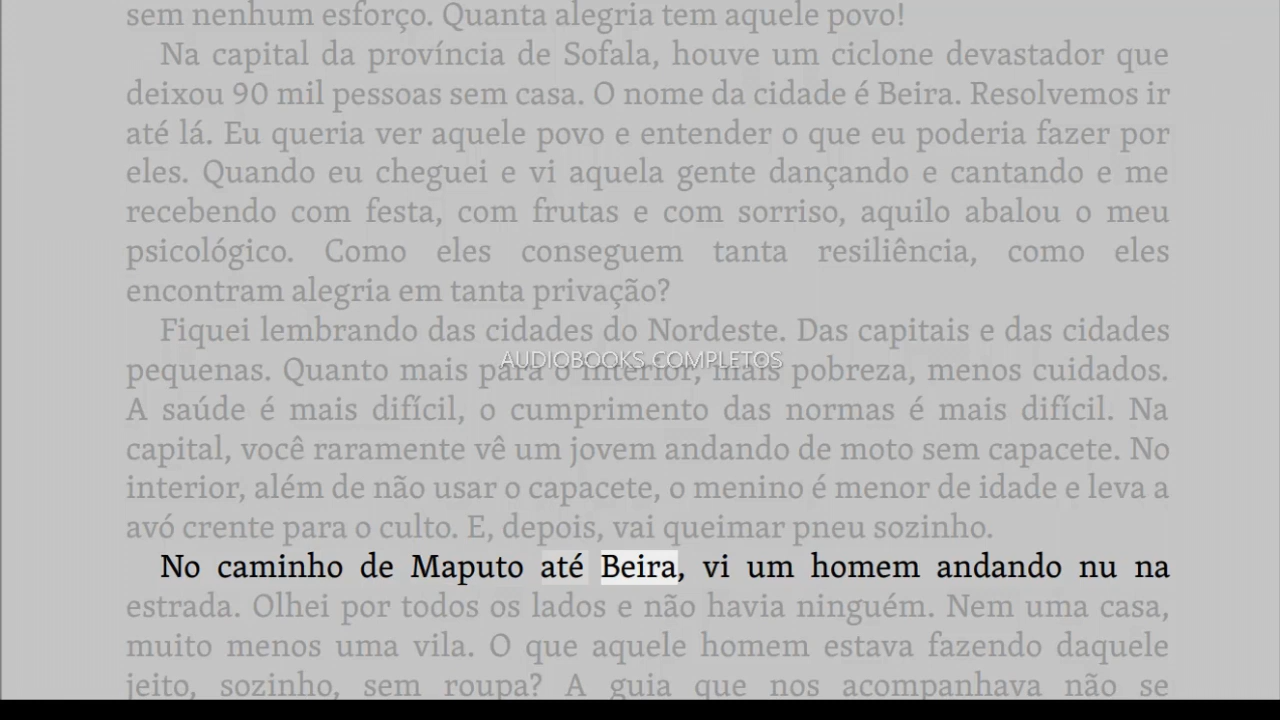 sem nenhum esforço. Quanta alegria tem aquele povo!
Na capital da província de Sofala, houve um ciclone devastador que
deixou 90 mil pessoas sem casa. O nome da cidade é Beira. Resolvemos ir
até lá. Eu queria ver aquele povo e entender o que eu poderia fazer por
eles. Quando eu cheguei e vi aquela gente dançando e cantando e me
recebendo com festa, com frutas e com sorriso, aquilo abalou o meu
psicológico. Como eles conseguem tanta resiliência, como eles
encontram alegria em tanta privação?
Fiquei lembrando das cidades do Nordeste. Das capitais e das cidades
AUDIOBOOKS COMPLETOS
pequenas. Quanto mais para o interior, mais pobreza, menos cuidados.
A saúde é mais difícil, o cumprimento das normas é mais difícil. Na
capital, você raramente vê um jovem andando de moto sem capacete. No
interior, além de não usar o capacete, o menino é menor de idade e leva a
avó crente para o culto. E, depois, vai queimar pneu sozinho.
No caminho de Maputo até Beira, vi um homem andando nu na
estrada. Olhei por todos os lados e não havia ninguém. Nem uma casa,
muito menos uma vila. O que aquele homem estava fazendo daquele
jeito, sozinho, sem roupa? A guia que nos acompanhava não se